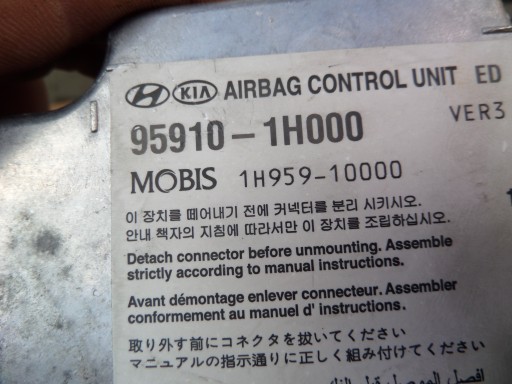 KIA AIRBAG CONTROL UNIT ED
95910-1H000 VER3
MOBIS 1H959-10000
이 장치를 떼어내기 전에 커넥터를 분리 시키시오.
안내 책자의 지침에 따라서만 이 장치를 조립하십시오.
Detach connector before unmounting. Assemble
strictly according to manual instructions.
Avant démontage enlever connecteur. Assembler
conformement au manuel d' instructions.
取り外す前にコネクタを抜いてください
マニュアルの指示通りに正しく組み付けてください